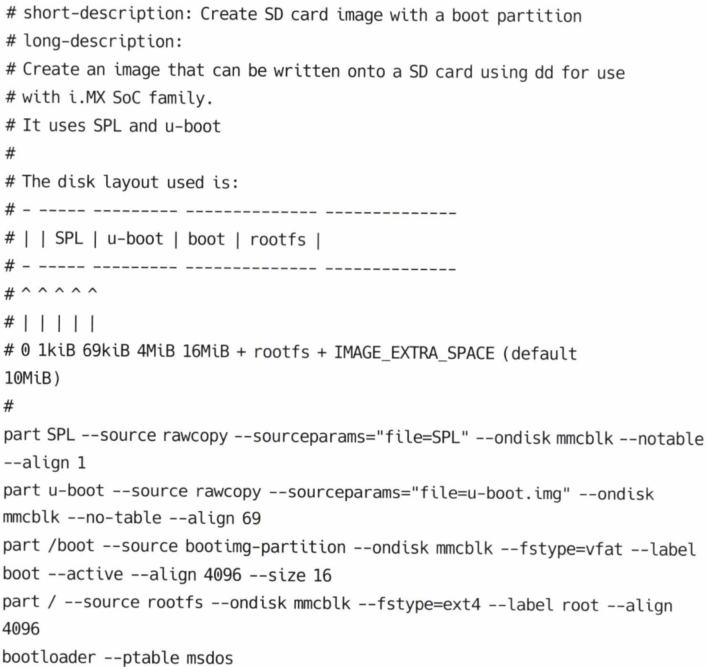 # short-description: Create SD card image with a boot partition
# long-description:
# Create an image that can be written onto a SD card using dd for use
# with i.MX SoC family.
# It uses SPL and u-boot
#
# The disk layout used is:
# - ----- --------- -------------- --------------
# | | SPL | u-boot | boot | rootfs |
# - ----- --------- -------------- --------------
# ^ ^ ^ ^ ^
# | | | | |
# 0 1kiB 69kiB 4MiB 16MiB + rootfs + IMAGE_EXTRA_SPACE (default
10MiB)
#
part SPL --source rawcopy --sourceparams="file=SPL" --ondisk mmcblk --notable
--align 1
part u-boot --source rawcopy --sourceparams="file=u-boot.img" --ondisk
mmcblk --no-table --align 69
part /boot --source bootimg-partition --ondisk mmcblk --fstype=vfat --label
boot --active --align 4096 --size 16
part / --source rootfs --ondisk mmcblk --fstype=ext4 --label root --align
4096
bootloader --ptable msdos